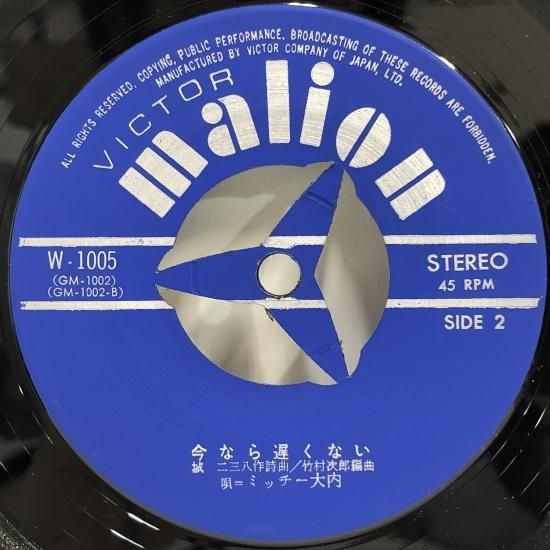 ALL RIGHTS RESERVED. COPYING, PUBLIC PERFORMANCE, BROADCASTING OF THESE RECORDS ARE FORBIDDEN.
MANUFACTURED BY VICTOR COMPANY OF JAPAN, LTD.
VICTOR
malion
W-1005
(GM-1002)
(GM-1002-B)
STEREO
45 RPM
SIDE 2
今なら遅くない
城 二三八作詩曲/竹村次郎編曲
唄=ミッチー大内